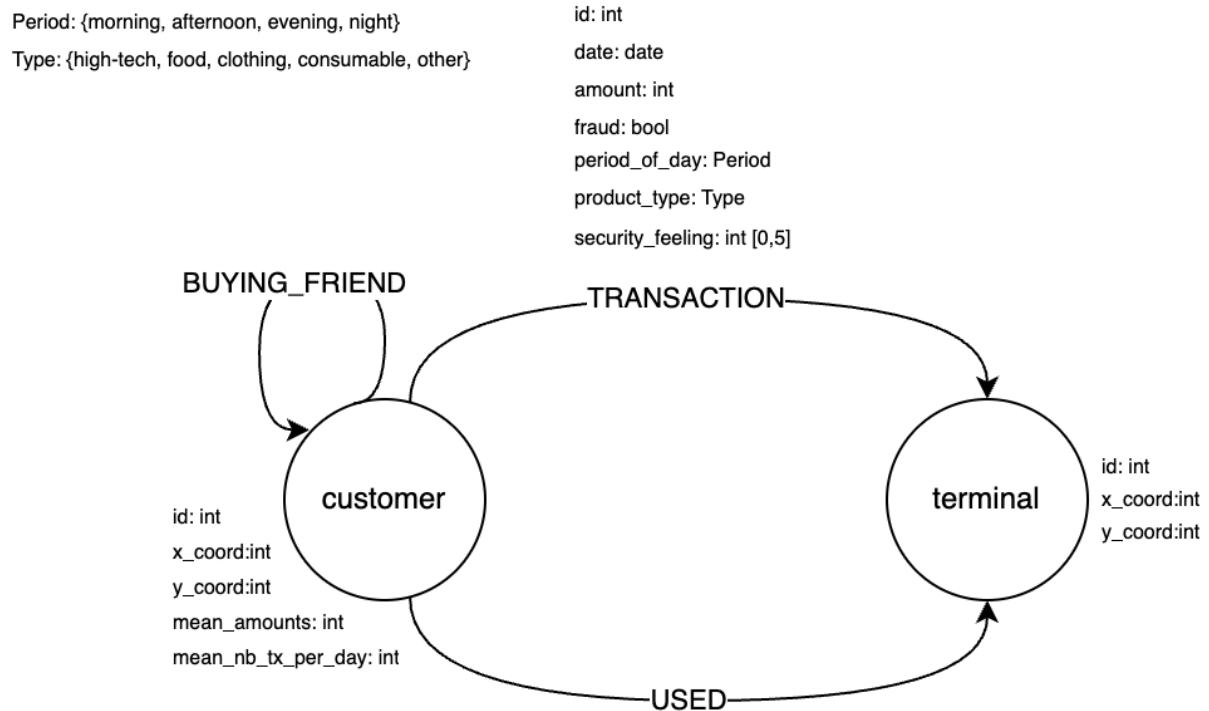 Period: {morning, afternoon, evening, night}
Type: {high-tech, food, clothing, consumable, other}
id: int
date: date
amount: int
fraud: bool
period_of_day: Period
product_type: Type
security_feeling: int [0,5]
BUYING_FRIEND
TRANSACTION
customer
terminal
id: int
x_coord:int
y_coord:int
mean_amounts: int
mean_nb_tx_per_day: int
id: int
x_coord:int
y_coord:int
USED